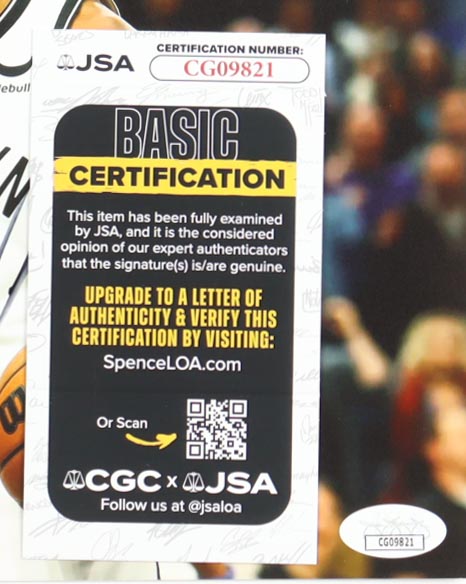 JSA
CERTIFICATION NUMBER:
CG09821
BASIC
CERTIFICATION
This item has been fully examined
by JSA, and it is the considered
opinion of our expert authenticators
that the signature(s) is/are genuine.
UPGRADE TO A LETTER OF
AUTHENTICITY & VERIFY THIS
CERTIFICATION BY VISITING:
SpenceLOA.com
Or Scan
CGC x JSA
Follow us at @jsaloa
CG09821